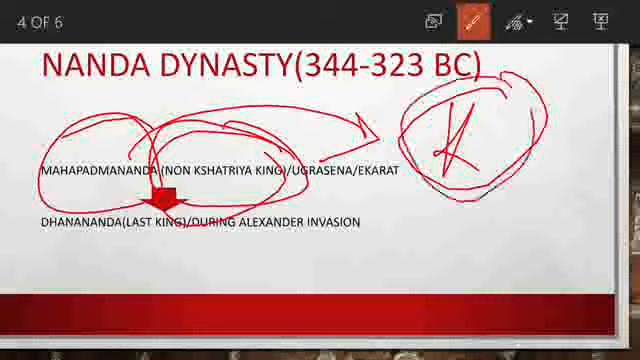 4 OF 6
NANDA DYNASTY(344-323 BC)
K
MAHAPADMANANDA (NON KSHATRIYA KING)/UGRASENA/EKARAT
DHANANANDA(LAST KING)/DURING ALEXANDER INVASION